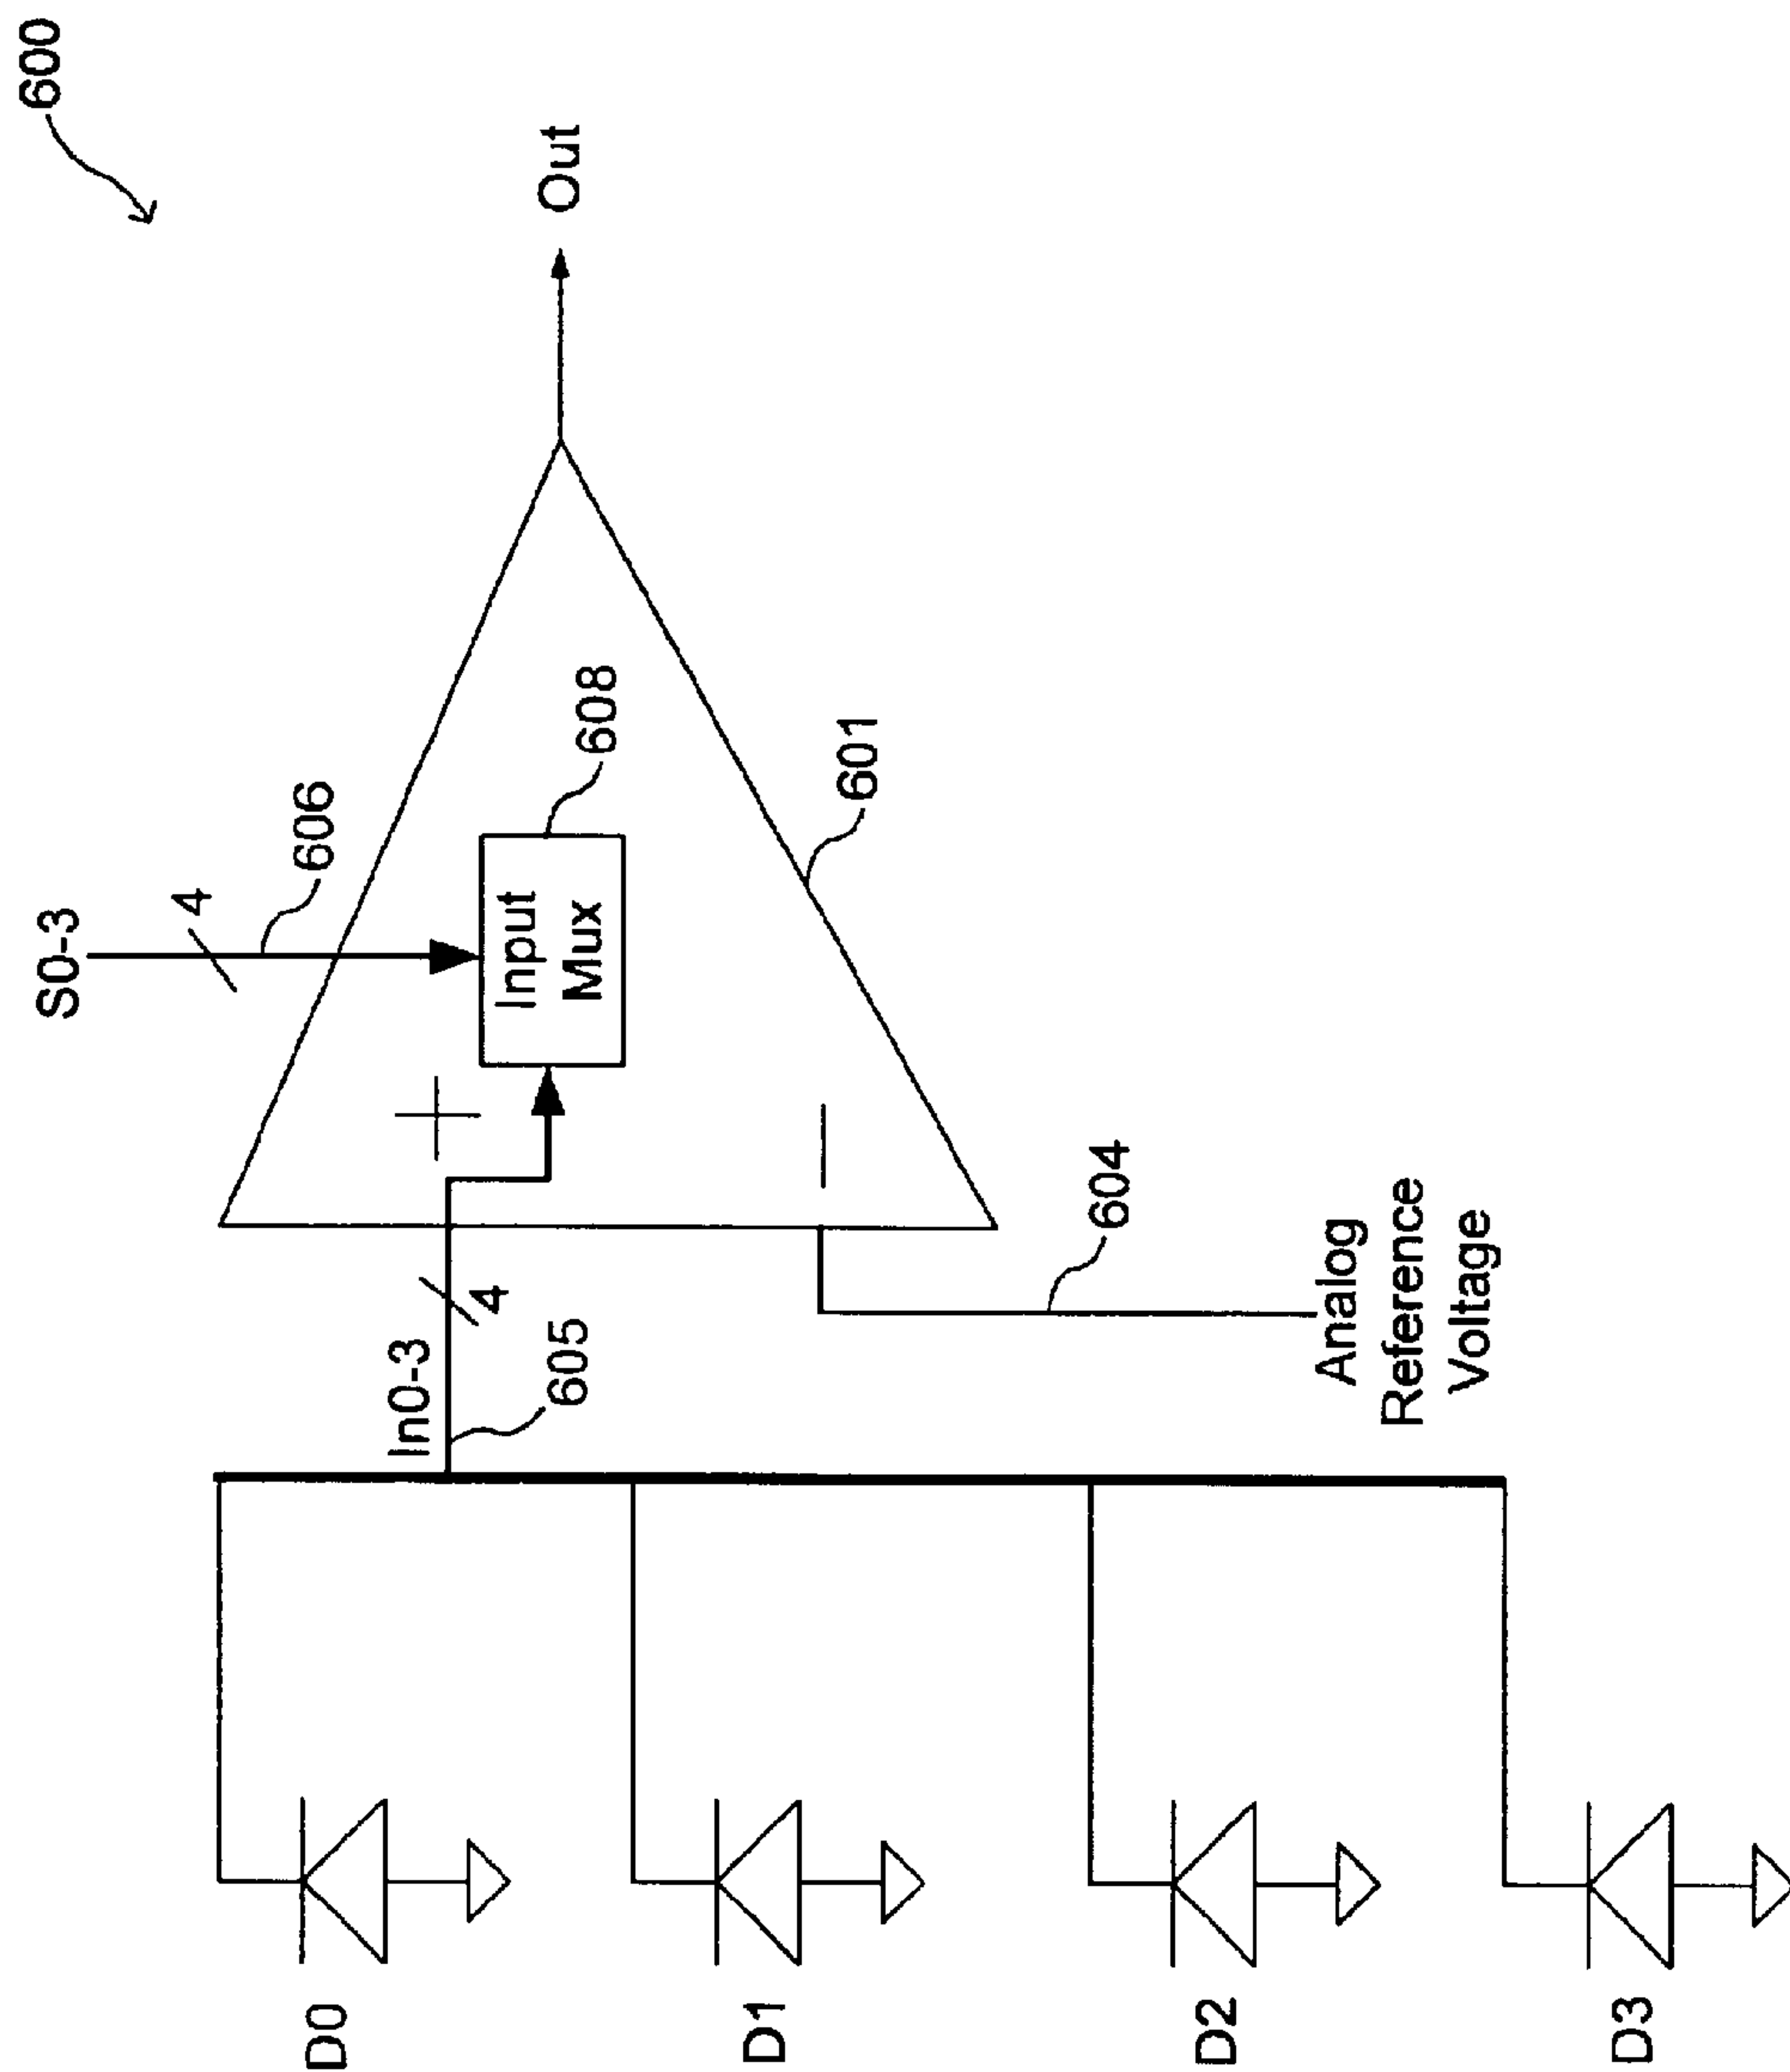 600
S0-3
4
606
Out
Input
Mux
608
+
In0-3
4
605
—
601
604
Analog
Reference
Voltage
D0
D1
D2
D3